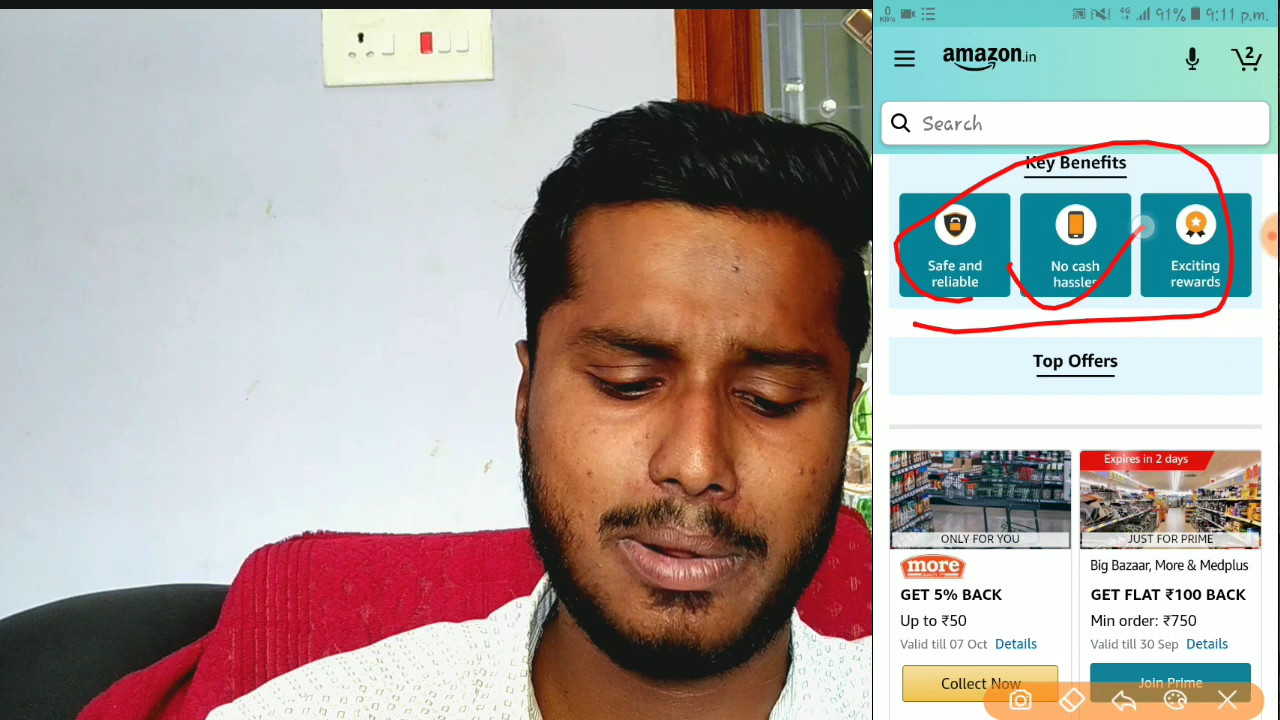 0
KB/s
4G
91%
9:11 p.m.
amazon.in
2
Search
Key Benefits
Safe and
reliable
No cash
hassles
Exciting
rewards
Top Offers
Expires in 2 days
ONLY FOR YOU
JUST FOR PRIME
more
Big Bazaar, More & Medplus
GET 5% BACK
GET FLAT ₹100 BACK
Up to ₹50
Min order: ₹750
Valid till 07 Oct Details
Valid till 30 Sep Details
Collect Now
Join Prime